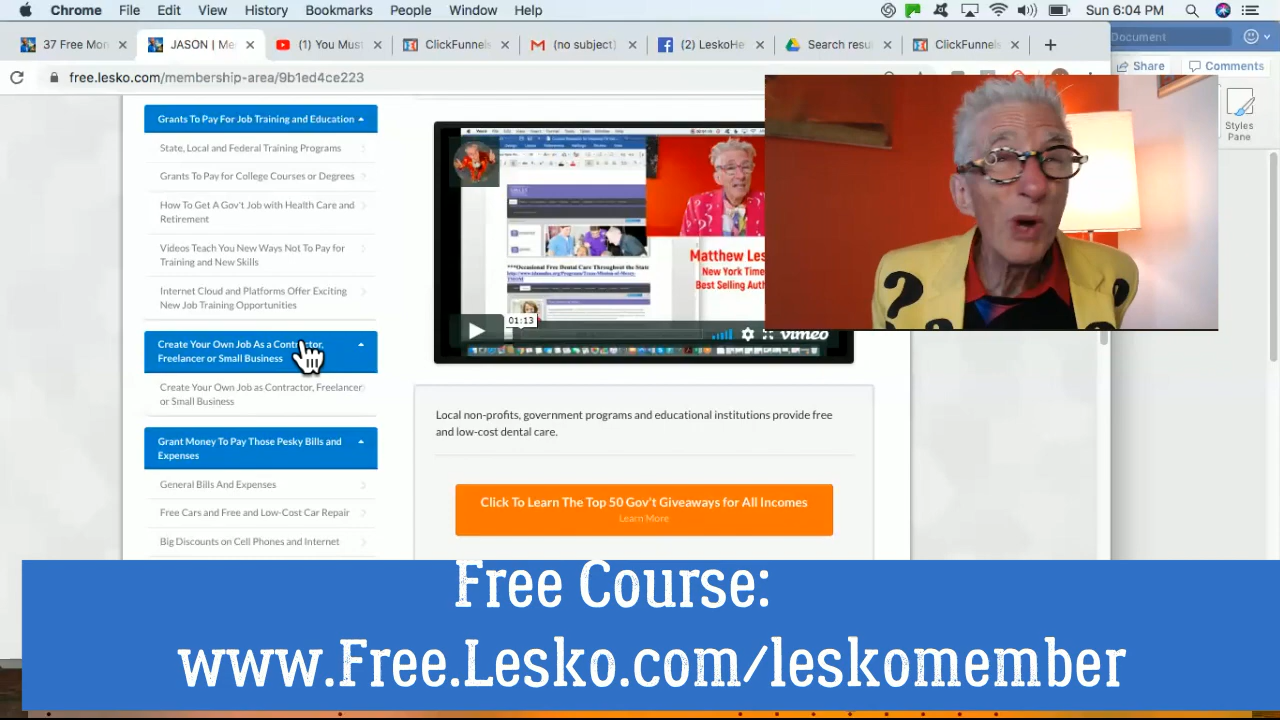 Chrome File Edit View History Bookmarks People Window Help
Sun 6:04 PM
37 Free Mon
JASON | Me
(1) You Must
ClickFunnels
(no subject)
(2) LeskoHe
Search resu
ClickFunnels
Document
free.lesko.com/membership-area/9b1ed4ce223
Share
Comments
Styles
Pane
Grants To Pay For Job Training and Education
State, Local and Federal Training Programs
Grants To Pay for College Courses or Degrees
How To Get A Gov't Job with Health Care and
Retirement
Videos Teach You New Ways Not To Pay for
Training and New Skills
Internet Cloud and Platforms Offer Exciting
New Job Training Opportunities
Create Your Own Job As a Contractor,
Freelancer or Small Business
Create Your Own Job as Contractor, Freelancer
or Small Business
Grant Money To Pay Those Pesky Bills and
Expenses
General Bills And Expenses
Free Cars and Free and Low-Cost Car Repair
Big Discounts on Cell Phones and Internet
***Occasional Free Dental Care Throughout the State
Matthew Les
New York Time
Best Selling Auth
01:13
vimeo
Local non-profits, government programs and educational institutions provide free
and low-cost dental care.
Click To Learn The Top 50 Gov't Giveaways for All Incomes
Learn More
Free Course:
www.Free.Lesko.com/leskomember